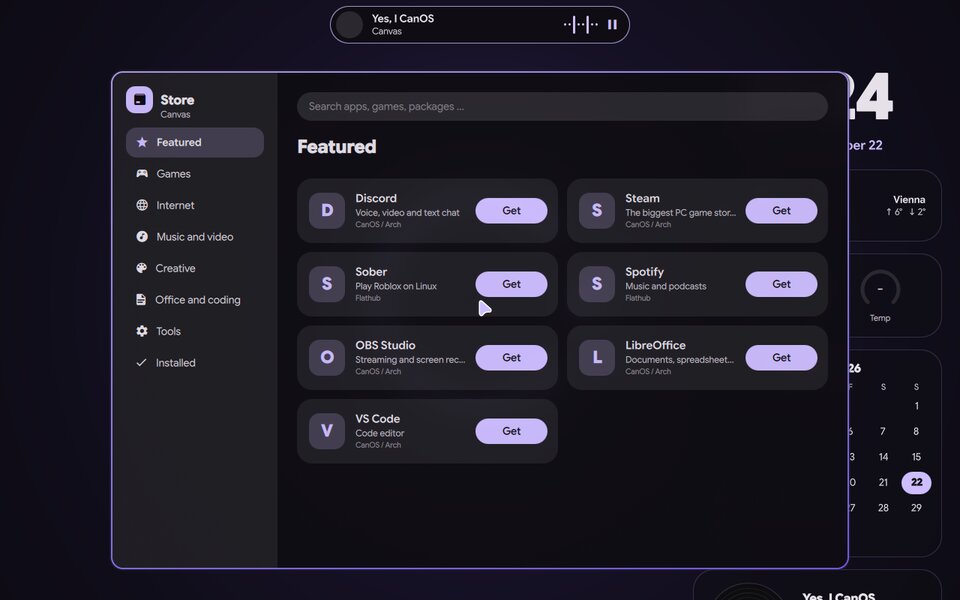 Yes, I CanOS
Canvas
Store
Canvas
Featured
Games
Internet
Music and video
Creative
Office and coding
Tools
Installed
Search apps, games, packages ...
Featured
D
Discord
Voice, video and text chat
CanOS / Arch
Get
S
Steam
The biggest PC game stor...
CanOS / Arch
Get
S
Sober
Play Roblox on Linux
Flathub
Get
S
Spotify
Music and podcasts
Flathub
Get
O
OBS Studio
Streaming and screen rec...
CanOS / Arch
Get
L
LibreOffice
Documents, spreadsheet...
CanOS / Arch
Get
V
VS Code
Code editor
CanOS / Arch
Get
24
ber 22
Vienna
↑ 6° ↓ 2°
-
Temp
26
F S S
1
6 7 8
3 14 15
0 21 22
27 28 29
Yes, I CanOS